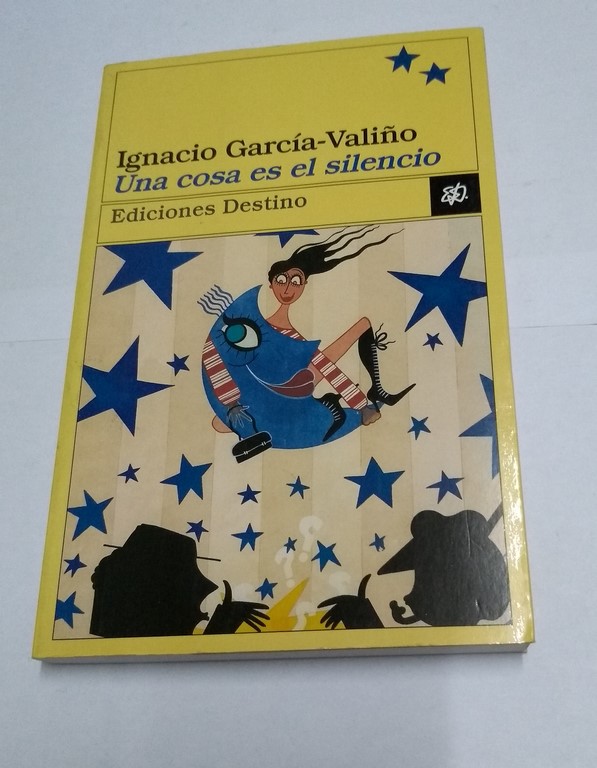 Ignacio García-Valiño
Una cosa es el silencio
Ediciones Destino